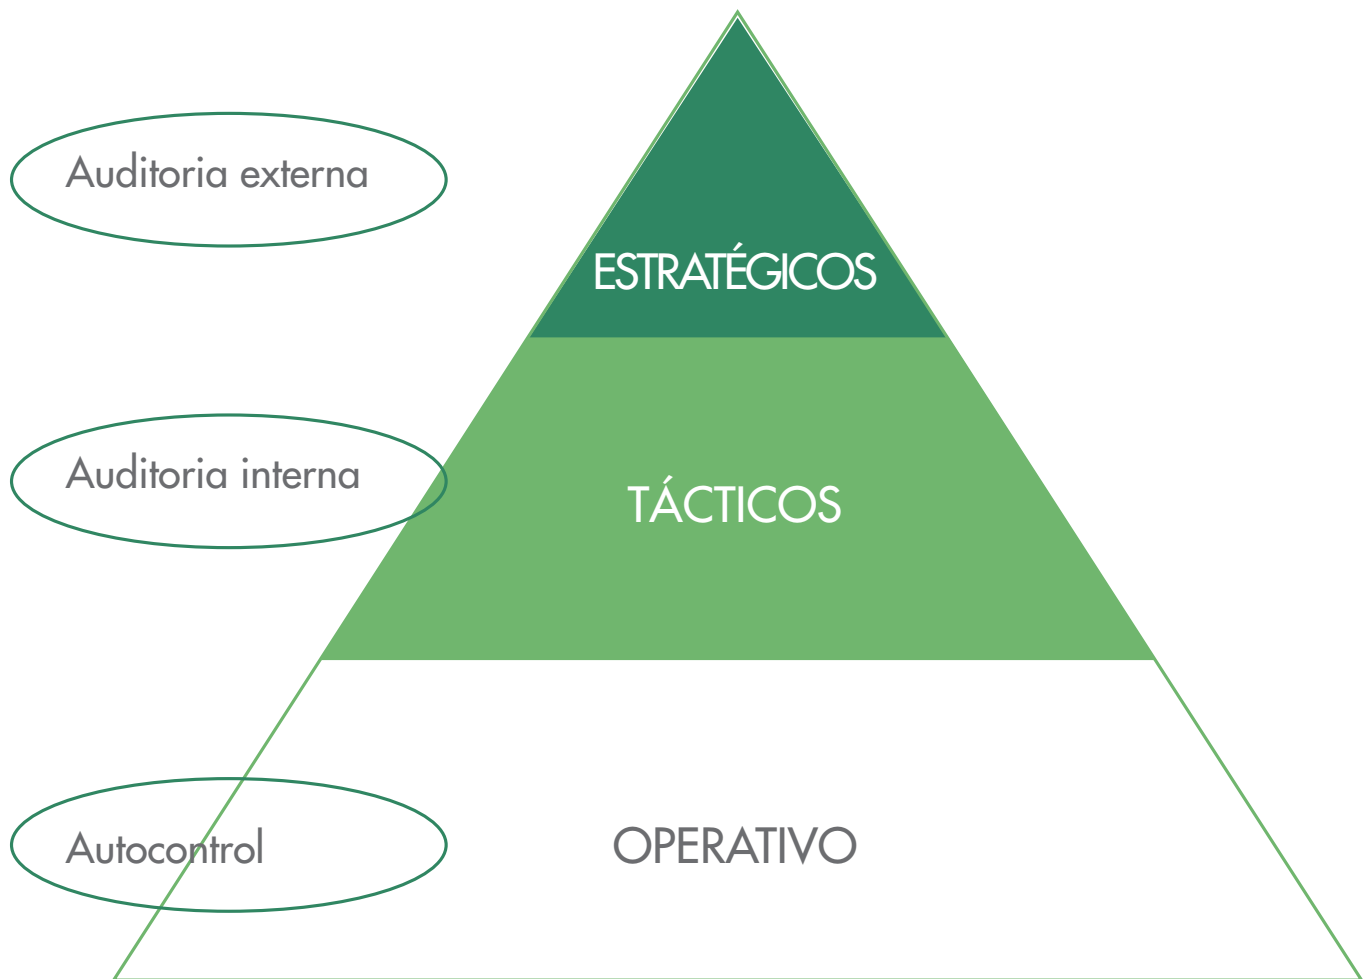 Auditoria externa
ESTRATÉGICOS
Auditoria interna
TÁCTICOS
Autocontrol
OPERATIVO